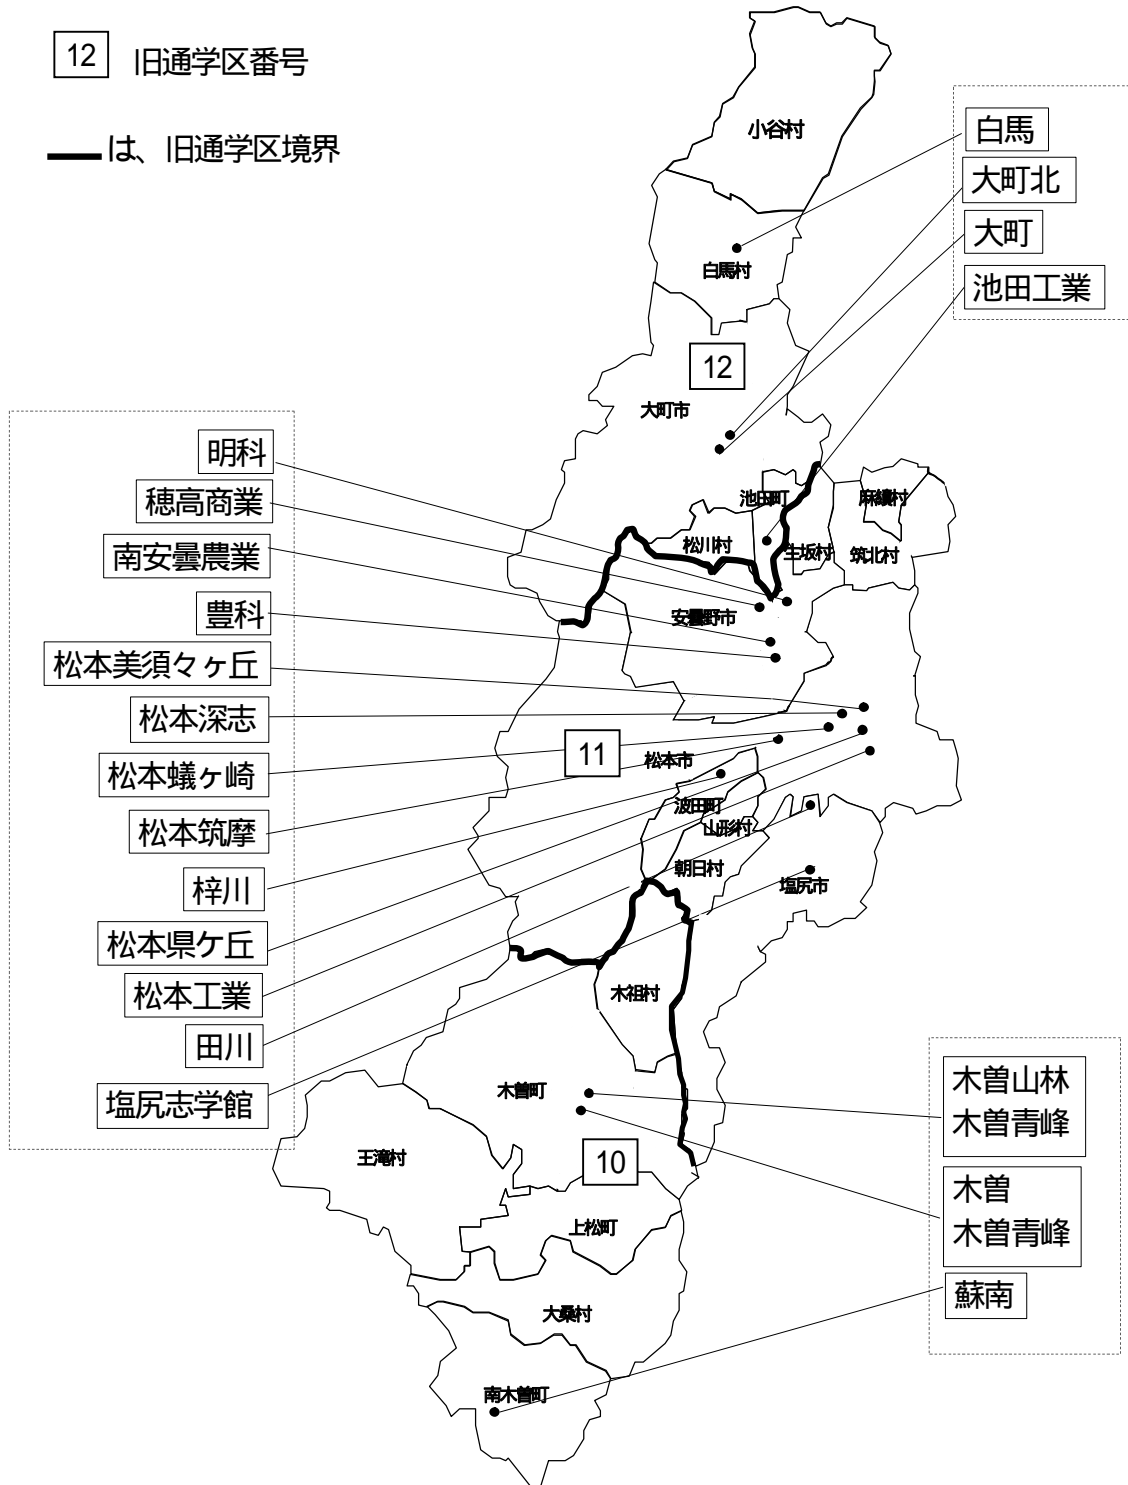 12 旧通学区番号
は、旧通学区境界
白馬
大町北
大町
池田工業
小谷村
白馬村
12
大町市
池田町
麻績村
松川村
生坂村
筑北村
安曇野市
明科
穂高商業
南安曇農業
豊科
松本美須々ヶ丘
松本深志
松本蟻ヶ崎
松本筑摩
梓川
松本県ケ丘
松本工業
田川
塩尻志学館
11
松本市
波田町
山形村
朝日村
塩尻市
木祖村
木曽町
10
王滝村
上松町
大桑村
南木曽町
木曽山林
木曽青峰
木曽
木曽青峰
蘇南